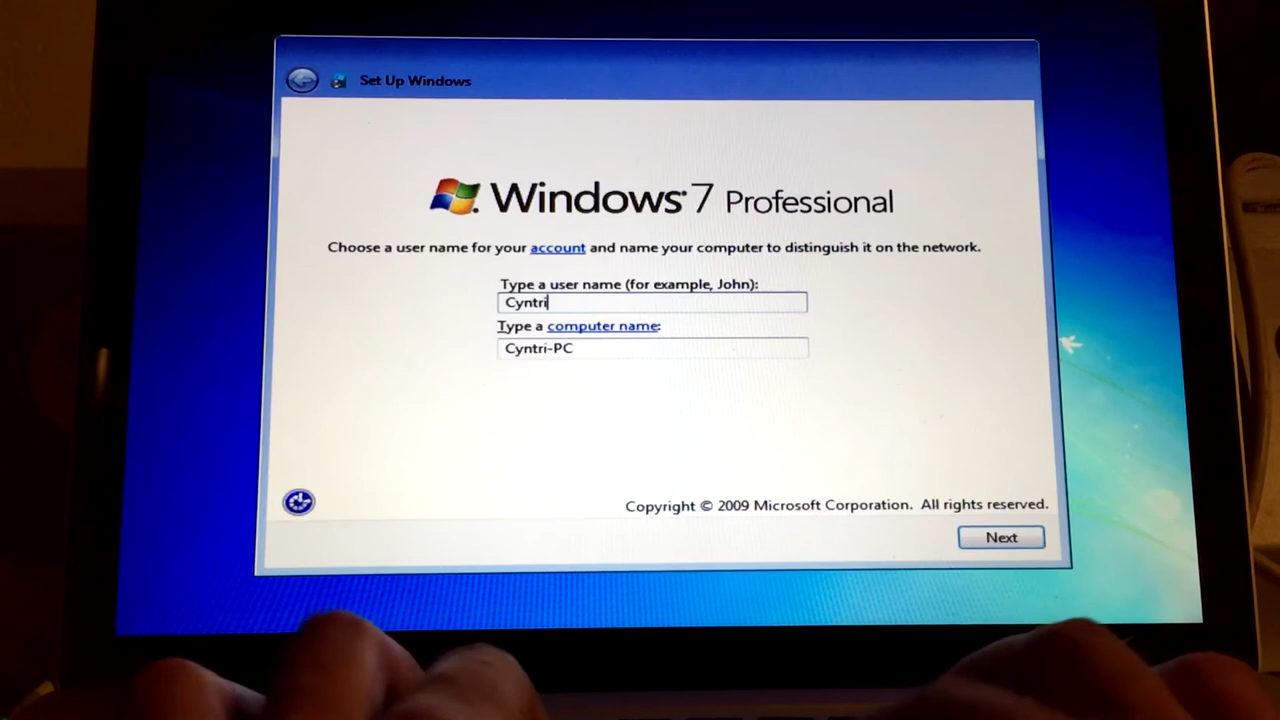 Set Up Windows
Windows 7 Professional
Choose a user name for your account and name your computer to distinguish it on the network.
Type a user name (for example, John):
Cyntri
Type a computer name:
Cyntri-PC
Copyright © 2009 Microsoft Corporation. All rights reserved.
Next